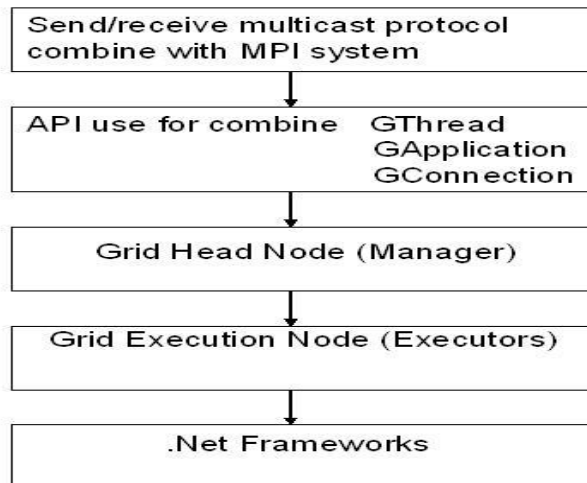 Send/receive multicast protocol
combine with MPI system
API use for combine GThread
GApplication
GConnection
Grid Head Node (Manager)
Grid Execution Node (Executors)
.Net Frameworks